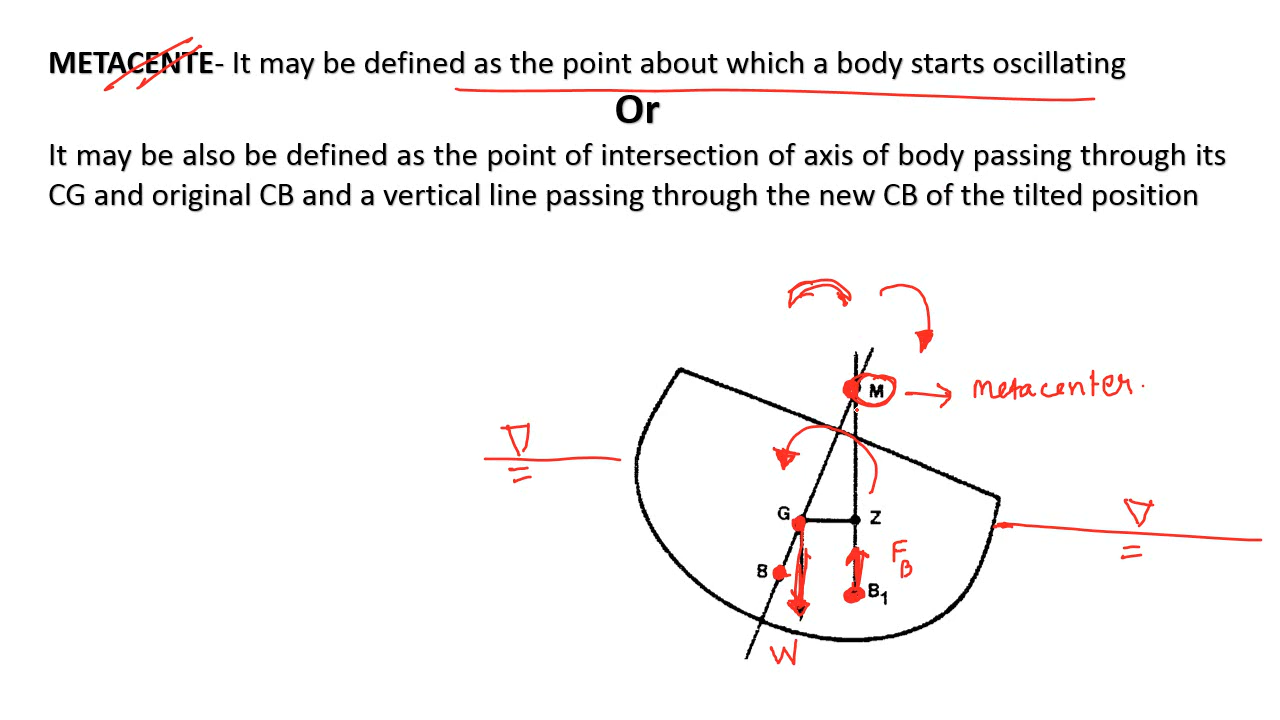 METACENTE- It may be defined as the point about which a body starts oscillating
Or
It may be also be defined as the point of intersection of axis of body passing through its
CG and original CB and a vertical line passing through the new CB of the tilted position
M → metacenter.
G
Z
F_B
B
B₁
W